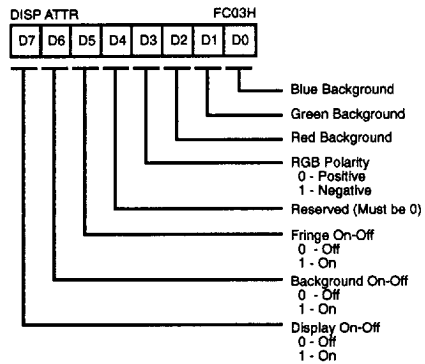 DISP ATTR FC03H
D7 D6 D5 D4 D3 D2 D1 D0
Blue Background
Green Background
Red Background
RGB Polarity
0 - Positive
1 - Negative
Reserved (Must be 0)
Fringe On-Off
0 - Off
1 - On
Background On-Off
0 - Off
1 - On
Display On-Off
0 - Off
1 - On